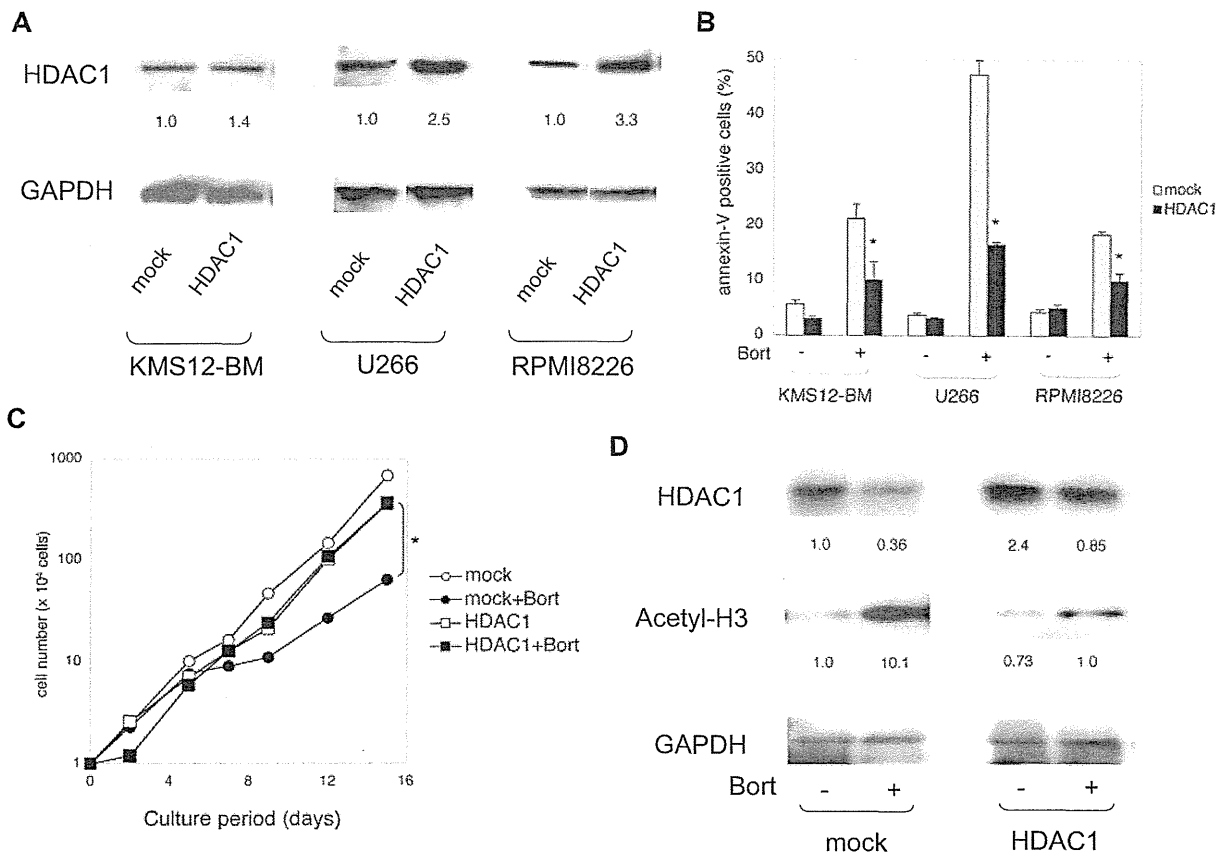 A
HDAC1
1.0 1.4 1.0 2.5 1.0 3.3
GAPDH
mock HDAC1 mock HDAC1 mock HDAC1
KMS12-BM U266 RPMI8226
B
annexin-V positive cells (%)
50
40
30
20
10
0
* * *
mock
HDAC1
Bort - + - + - +
KMS12-BM U266 RPMI8226
C
cell number (x 10⁴ cells)
1000
100
10
1
0 4 8 12 16
Culture period (days)
*
mock
mock+Bort
HDAC1
HDAC1+Bort
D
HDAC1
1.0 0.36 2.4 0.85
Acetyl-H3
1.0 10.1 0.73 1.0
GAPDH
Bort - + - +
mock HDAC1